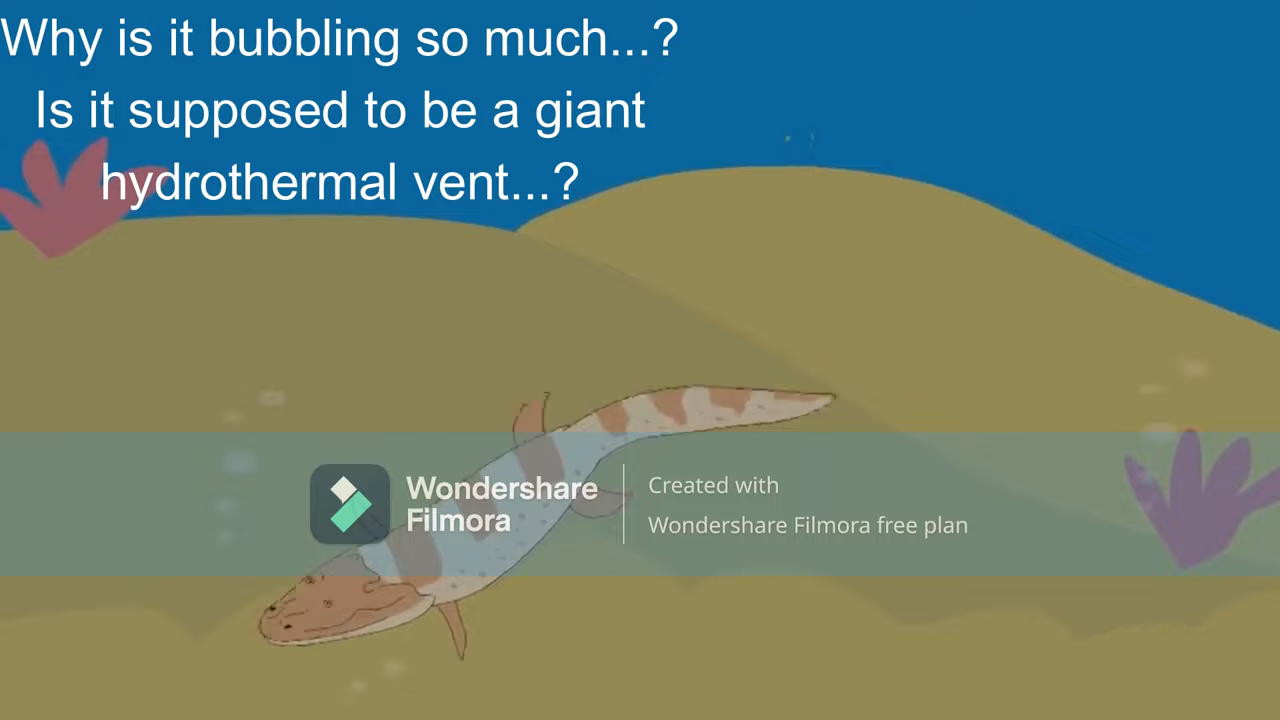 Why is it bubbling so much...?
Is it supposed to be a giant
hydrothermal vent...?
Wondershare
Filmora
Created with
Wondershare Filmora free plan